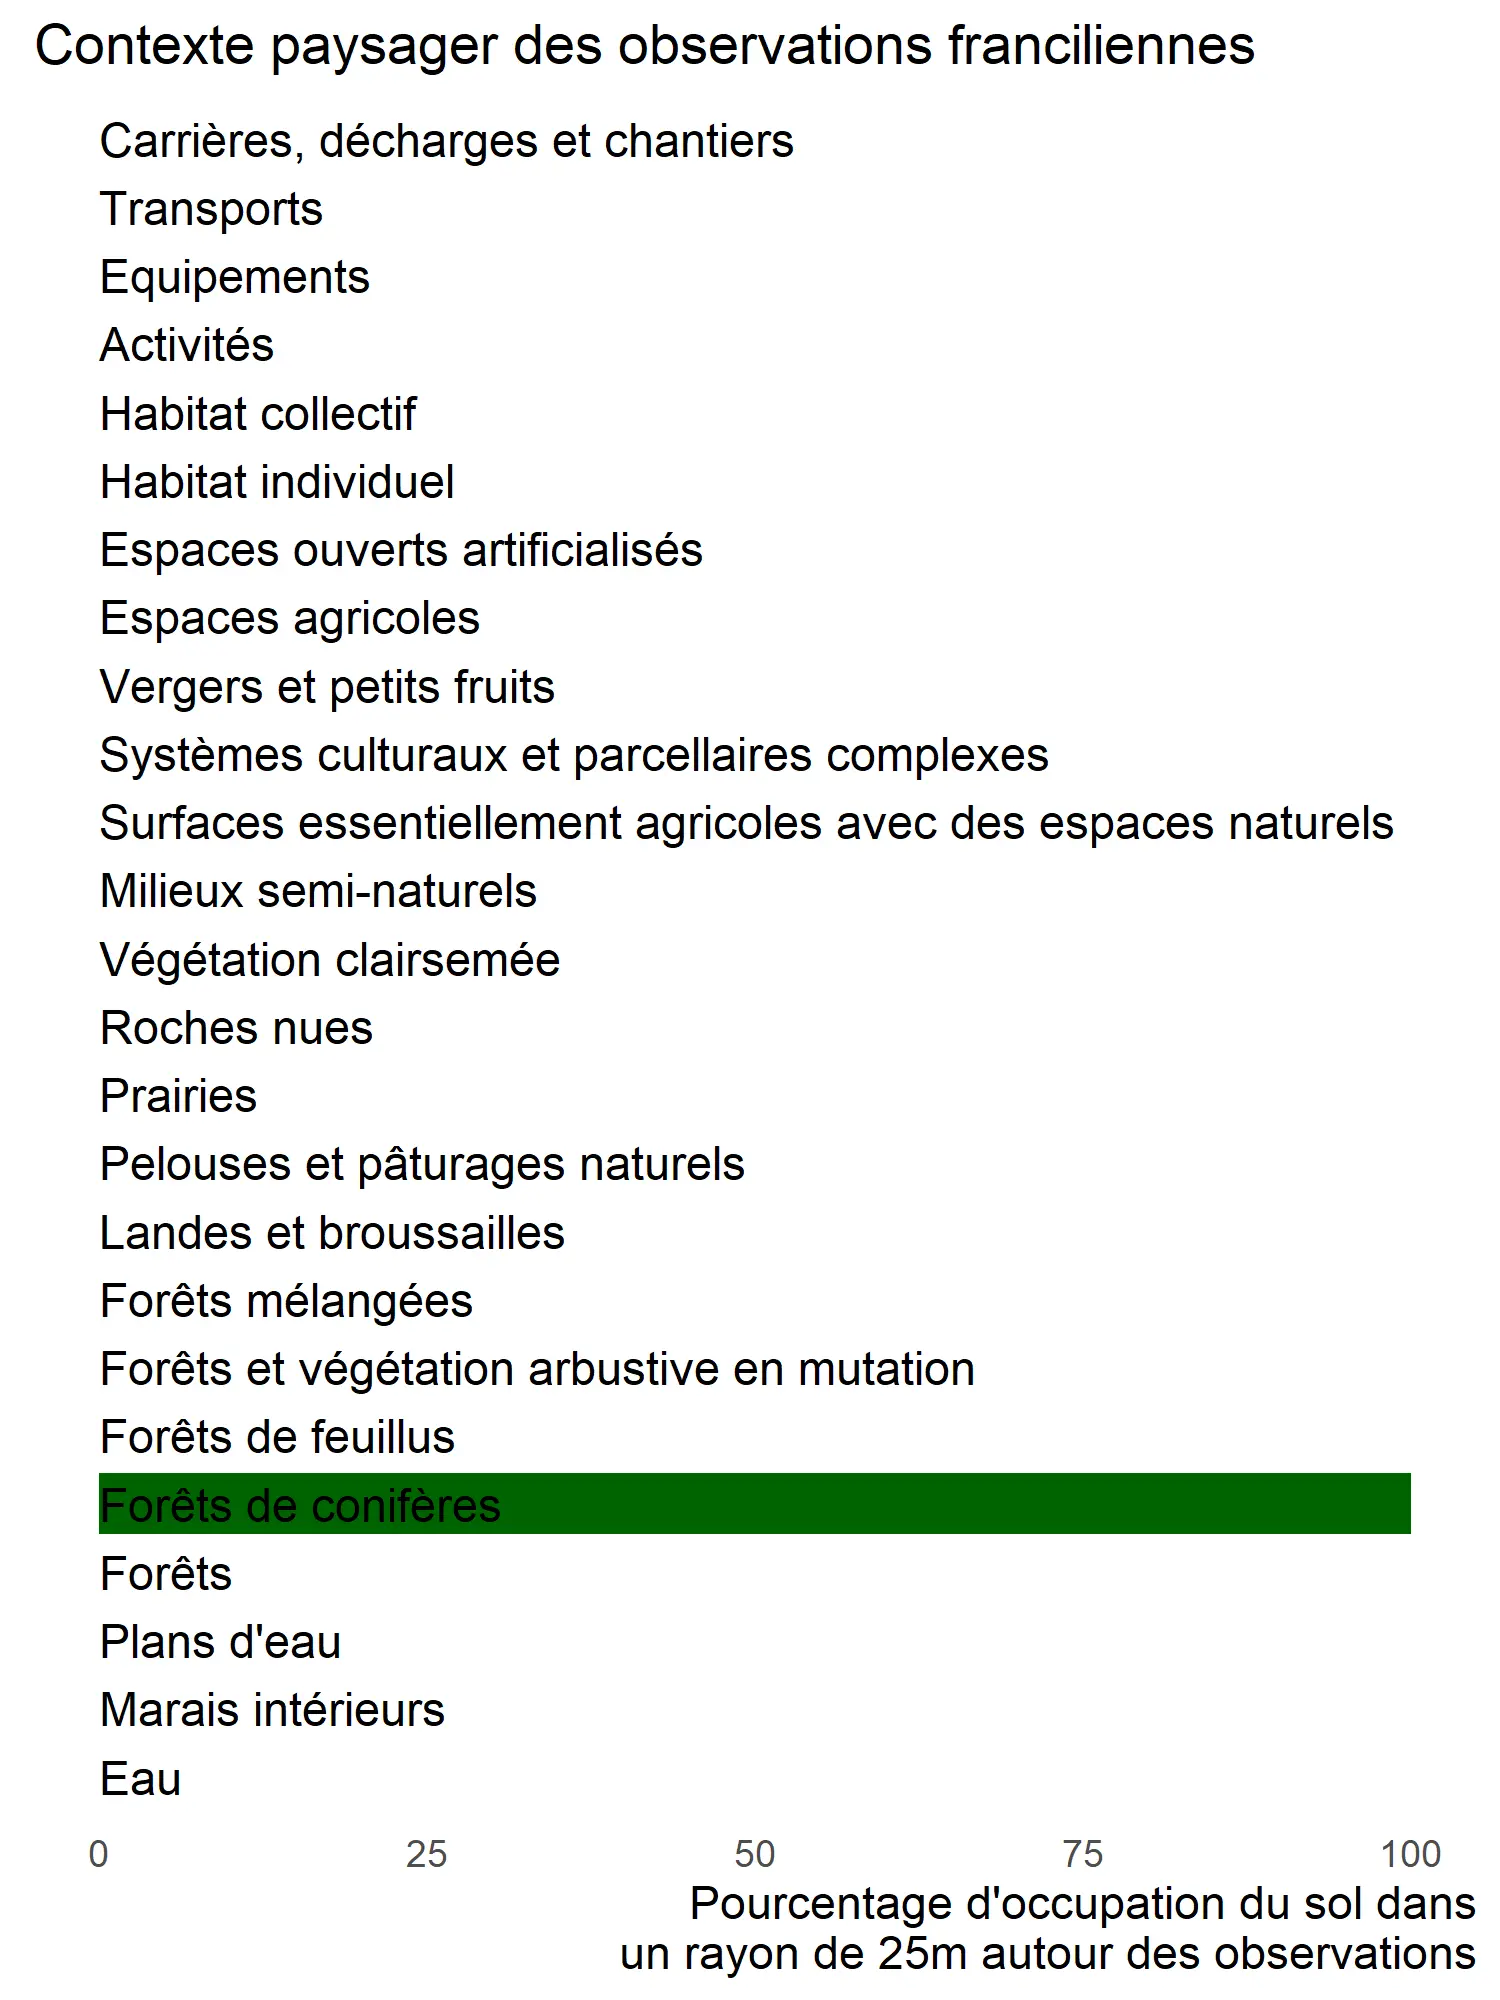 Contexte paysager des observations franciliennes
Carrières, décharges et chantiers
Transports
Equipements
Activités
Habitat collectif
Habitat individuel
Espaces ouverts artificialisés
Espaces agricoles
Vergers et petits fruits
Systèmes culturaux et parcellaires complexes
Surfaces essentiellement agricoles avec des espaces naturels
Milieux semi-naturels
Végétation clairsemée
Roches nues
Prairies
Pelouses et pâturages naturels
Landes et broussailles
Forêts mélangées
Forêts et végétation arbustive en mutation
Forêts de feuillus
Forêts de conifères
Forêts
Plans d'eau
Marais intérieurs
Eau
0 25 50 75 100
Pourcentage d'occupation du sol dans
un rayon de 25m autour des observations